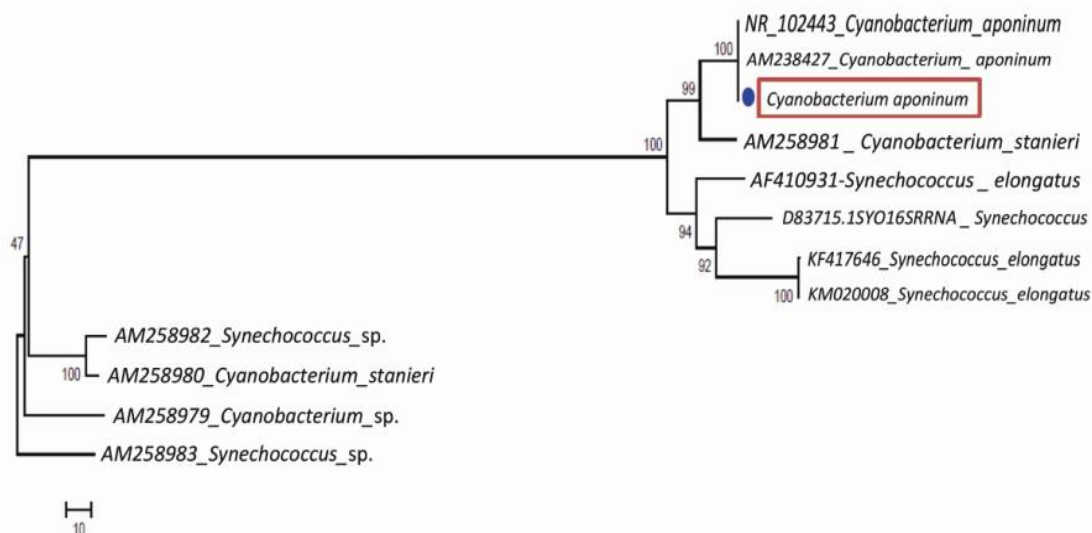 NR_102443_Cyanobacterium_aponinum
100
AM238427_Cyanobacterium_ aponinum
99
Cyanobacterium aponinum
100
AM258981 _ Cyanobacterium_stanieri
AF410931-Synechococcus _ elongatus
D83715.1SYO16SRRNA _ Synechococcus
94
47
92
KF417646_Synechococcus_elongatus
100
KM020008_Synechococcus_elongatus
AM258982_Synechococcus_sp.
100
AM258980_Cyanobacterium_stanieri
AM258979_Cyanobacterium_sp.
AM258983_Synechococcus_sp.
10